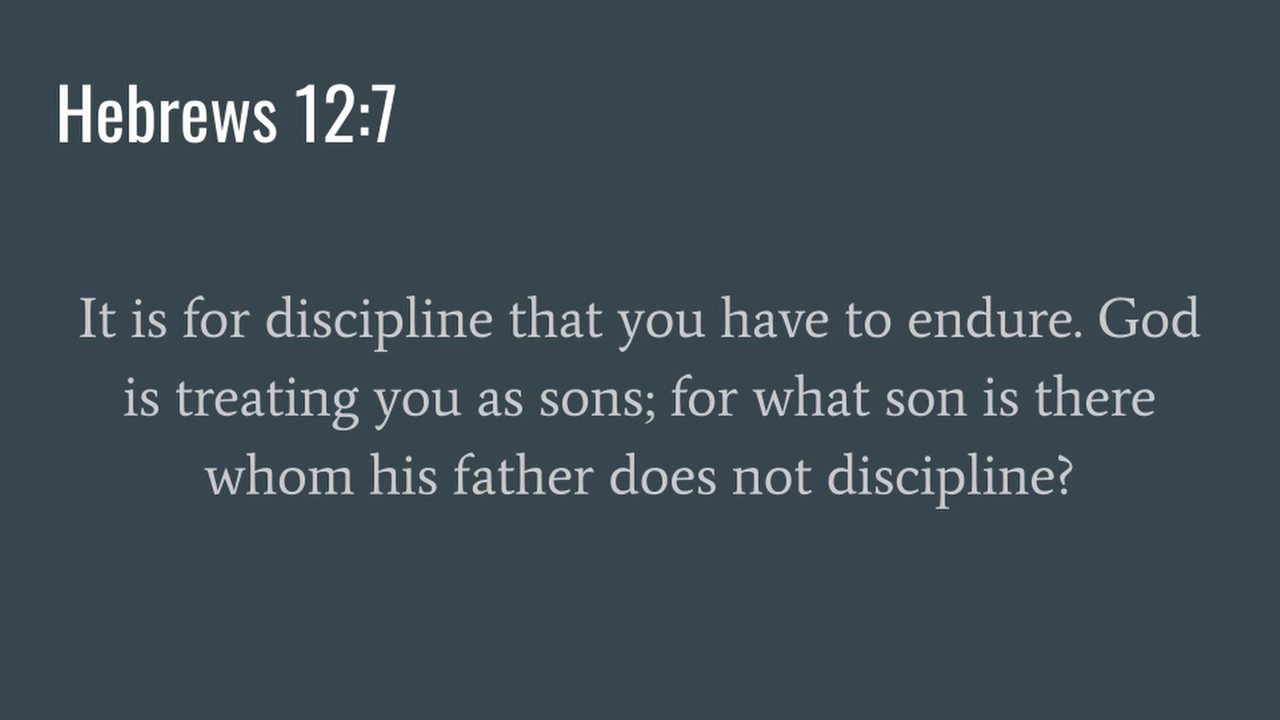 Hebrews 12:7
It is for discipline that you have to endure. God
is treating you as sons; for what son is there
whom his father does not discipline?